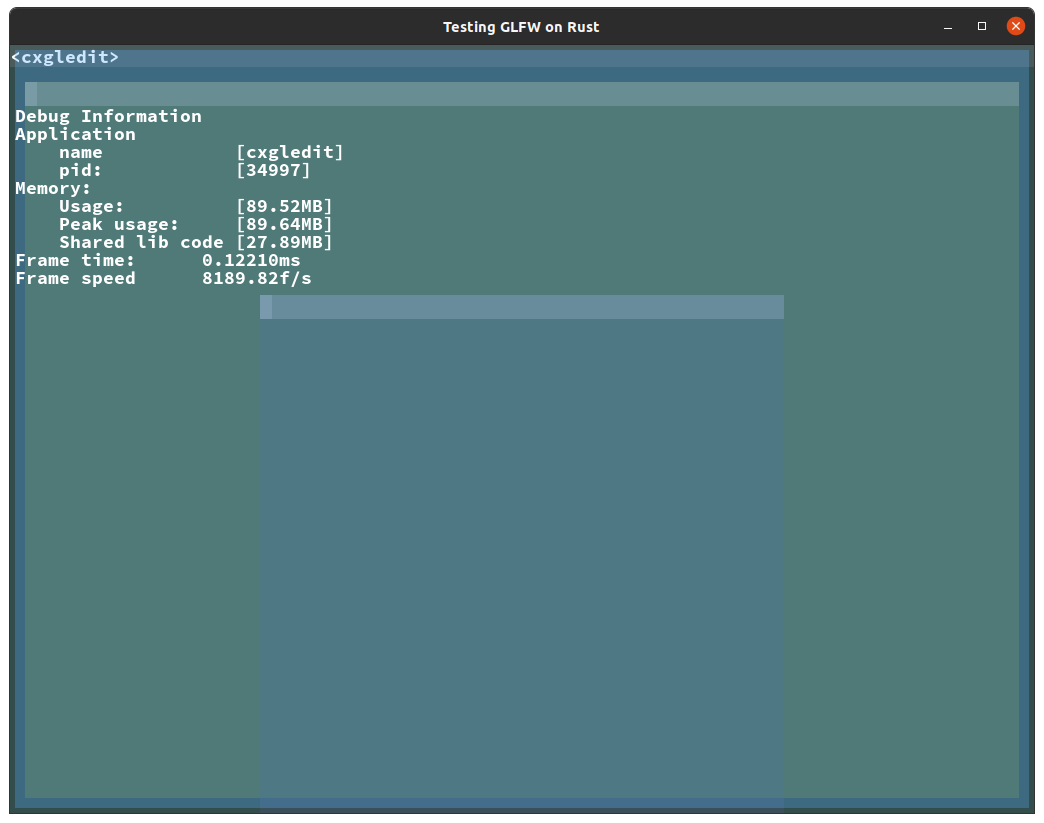 Testing GLFW on Rust
<cxgledit>
Debug Information
Application
    name            [cxgledit]
    pid:            [34997]
Memory:
    Usage:          [89.52MB]
    Peak usage:     [89.64MB]
    Shared lib code [27.89MB]
Frame time:      0.12210ms
Frame speed      8189.82f/s